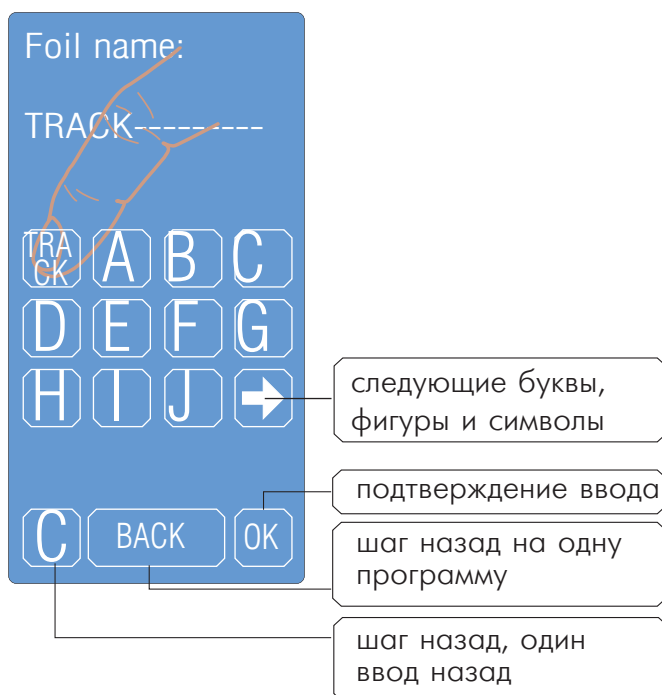 Foil name:
TRACK---------
TRA
CK
A
B
C
D
E
F
G
H
I
J
следующие буквы,
фигуры и символы
подтверждение ввода
C
BACK
OK
шаг назад на одну
программу
шаг назад, один
ввод назад